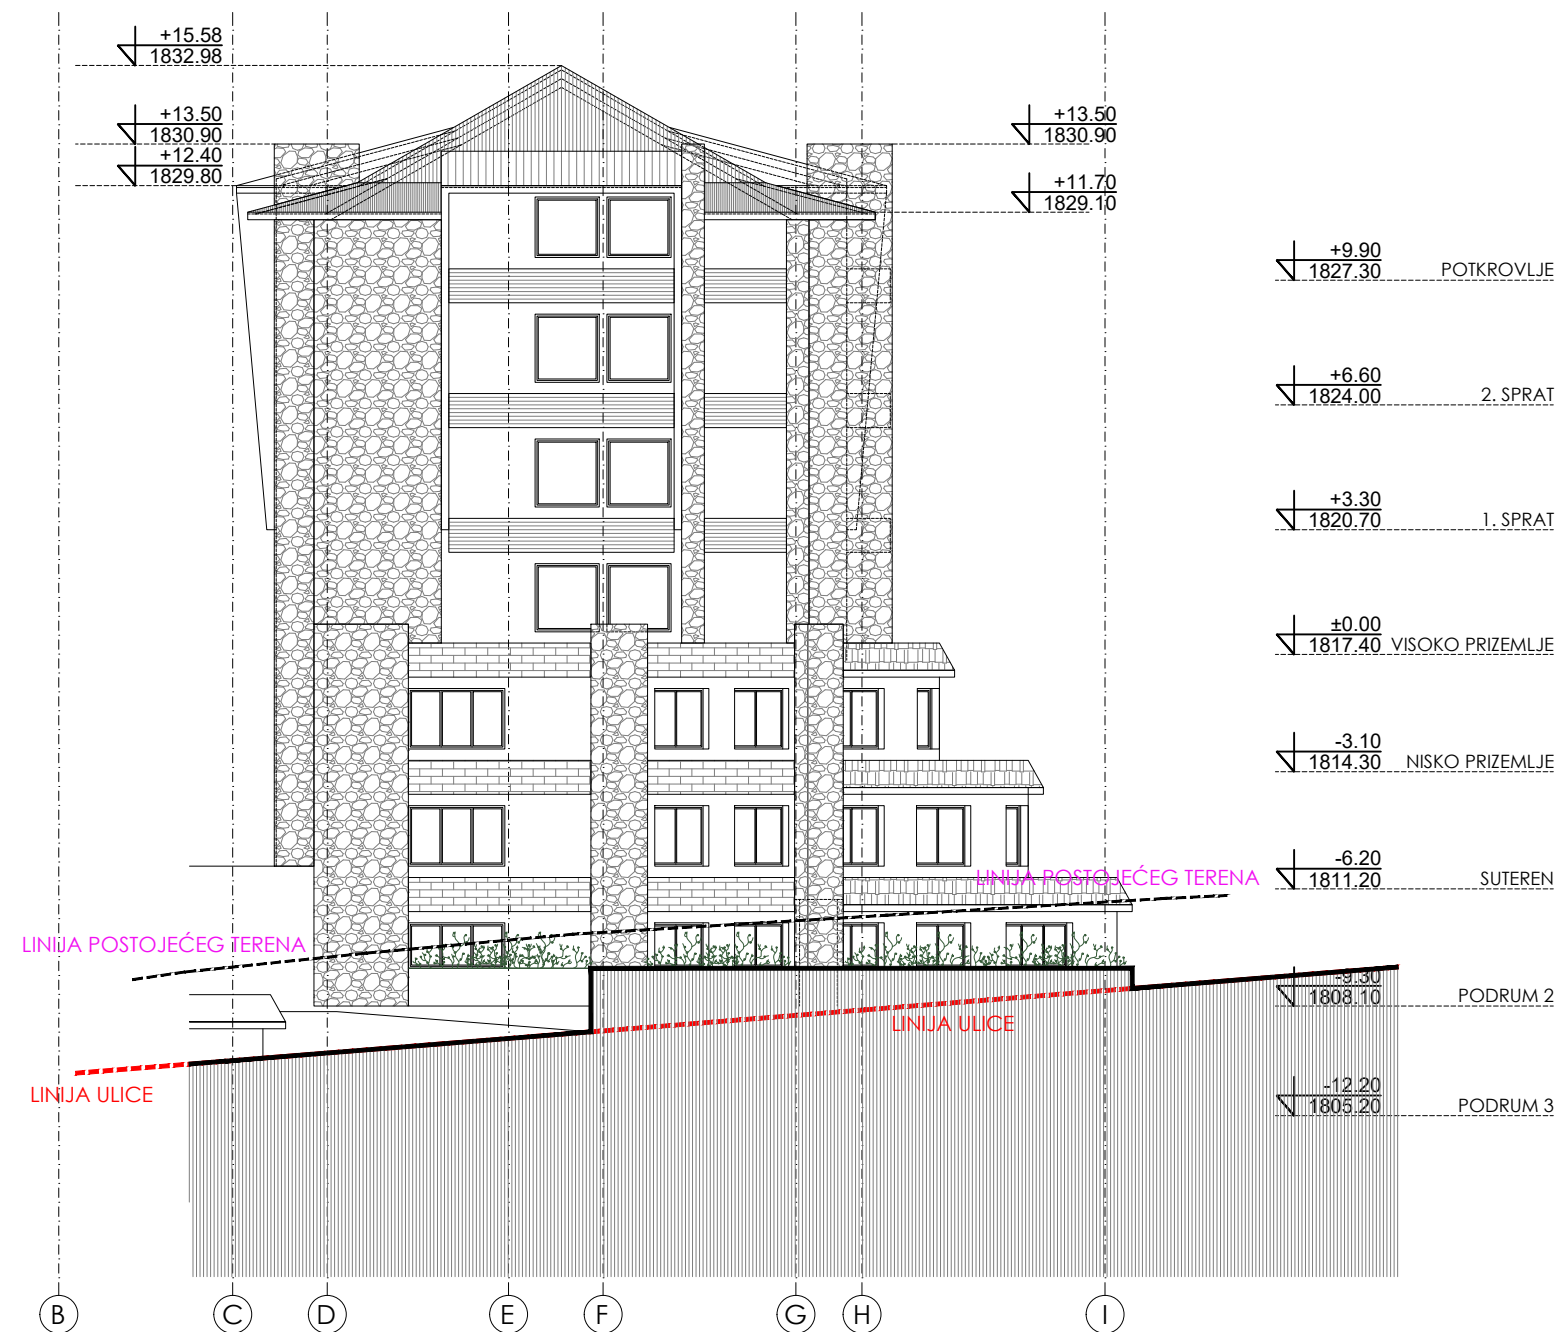 +15.58
1832.98
+13.50
1830.90
+12.40
1829.80
+13.50
1830.90
+11.70
1829.10
+9.90
1827.30 POTKROVLJE
+6.60
1824.00 2. SPRAT
+3.30
1820.70 1. SPRAT
±0.00
1817.40 VISOKO PRIZEMLJE
-3.10
1814.30 NISKO PRIZEMLJE
-6.20
1811.20 SUTEREN
LINIJA POSTOJEĆEG TERENA
LINIJA POSTOJEĆEG TERENA
-9.30
1808.10 PODRUM 2
LINIJA ULICE
LINIJA ULICE
-12.20
1805.20 PODRUM 3
B C D E F G H I